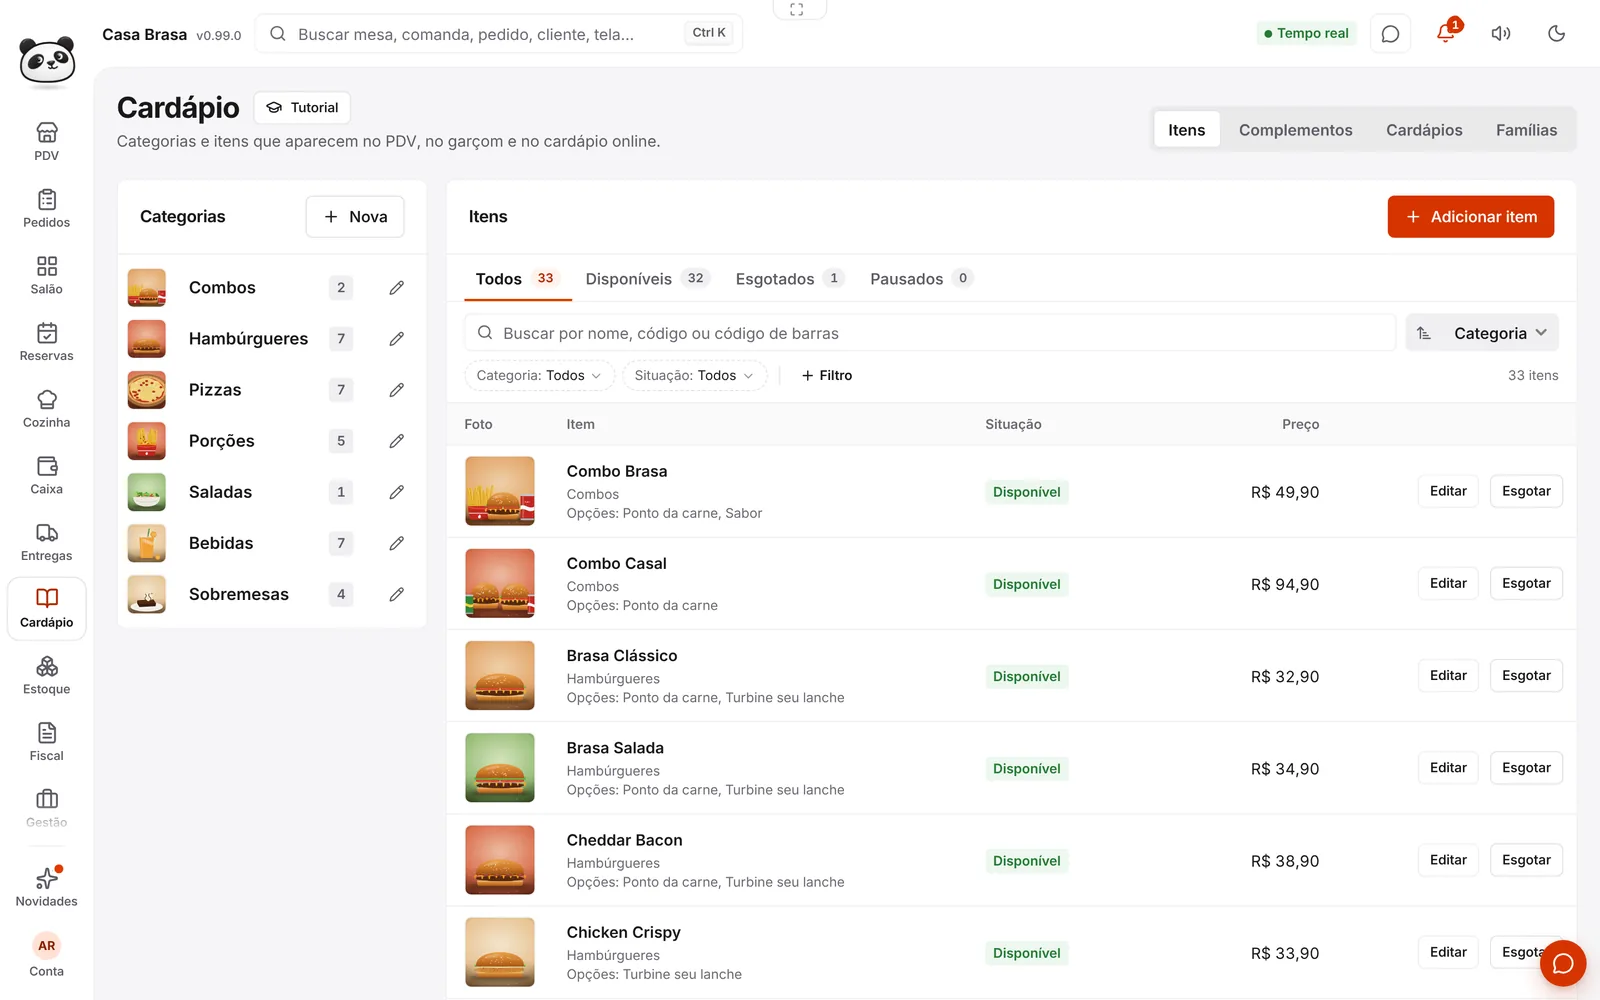 Casa Brasa v0.99.0
Buscar mesa, comanda, pedido, cliente, tela...
Ctrl K
Tempo real
1
PDV
Pedidos
Salão
Reservas
Cozinha
Caixa
Entregas
Cardápio
Estoque
Fiscal
Gestão
Novidades
AR
Conta
Cardápio
Tutorial
Categorias e itens que aparecem no PDV, no garçom e no cardápio online.
Itens Complementos Cardápios Famílias
Categorias
+ Nova
Combos 2
Hambúrgueres 7
Pizzas 7
Porções 5
Saladas 1
Bebidas 7
Sobremesas 4
Itens
+ Adicionar item
Todos 33 Disponíveis 32 Esgotados 1 Pausados 0
Buscar por nome, código ou código de barras
Categoria
Categoria: Todos
Situação: Todos
+ Filtro
33 itens
Foto Item Situação Preço
Combo Brasa
Combos
Opções: Ponto da carne, Sabor
Disponível
R$ 49,90
Editar
Esgotar
Combo Casal
Combos
Opções: Ponto da carne
Disponível
R$ 94,90
Editar
Esgotar
Brasa Clássico
Hambúrgueres
Opções: Ponto da carne, Turbine seu lanche
Disponível
R$ 32,90
Editar
Esgotar
Brasa Salada
Hambúrgueres
Opções: Ponto da carne, Turbine seu lanche
Disponível
R$ 34,90
Editar
Esgotar
Cheddar Bacon
Hambúrgueres
Opções: Ponto da carne, Turbine seu lanche
Disponível
R$ 38,90
Editar
Esgotar
Chicken Crispy
Hambúrgueres
Opções: Turbine seu lanche
Disponível
R$ 33,90
Editar
Esgota